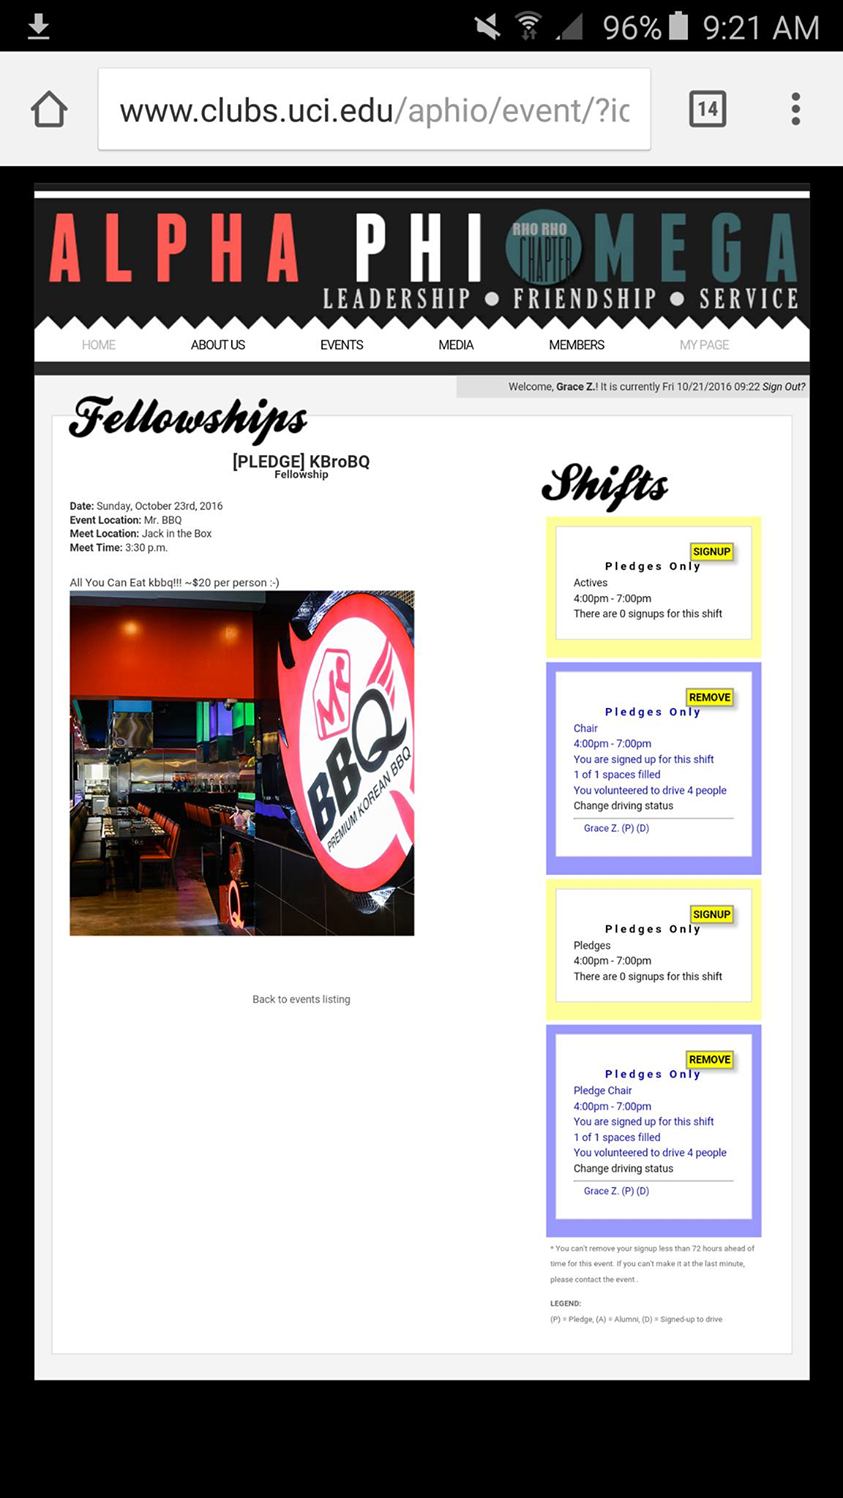 96% 9:21 AM
www.clubs.uci.edu/aphio/event/?id
14
ALPHA PHI OMEGA
RHO RHO
CHAPTER
LEADERSHIP ● FRIENDSHIP ● SERVICE
HOME ABOUT US EVENTS MEDIA MEMBERS MY PAGE
Welcome, Grace Z.! It is currently Fri 10/21/2016 09:22 Sign Out?
Fellowships
[PLEDGE] KBroBQ
Fellowship
Date: Sunday, October 23rd, 2016
Event Location: Mr. BBQ
Meet Location: Jack in the Box
Meet Time: 3:30 p.m.
All You Can Eat kbbq!!! ~$20 per person :-)
Mr
BBQ
PREMIUM KOREAN BBQ
Q
Back to events listing
Shifts
SIGNUP
Pledges Only
Actives
4:00pm - 7:00pm
There are 0 signups for this shift
REMOVE
Pledges Only
Chair
4:00pm - 7:00pm
You are signed up for this shift
1 of 1 spaces filled
You volunteered to drive 4 people
Change driving status
Grace Z. (P) (D)
SIGNUP
Pledges Only
Pledges
4:00pm - 7:00pm
There are 0 signups for this shift
REMOVE
Pledges Only
Pledge Chair
4:00pm - 7:00pm
You are signed up for this shift
1 of 1 spaces filled
You volunteered to drive 4 people
Change driving status
Grace Z. (P) (D)
* You can't remove your signup less than 72 hours ahead of
time for this event. If you can't make it at the last minute,
please contact the event .
LEGEND:
(P) = Pledge, (A) = Alumni, (D) = Signed-up to drive